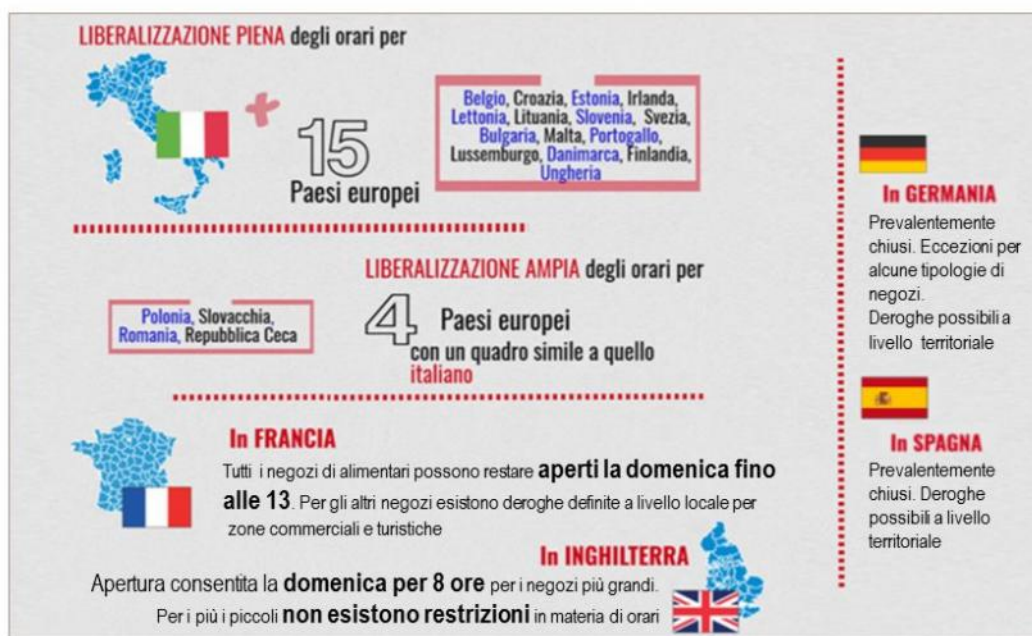 LIBERALIZZAZIONE PIENA degli orari per
+
15
Paesi europei
Belgio, Croazia, Estonia, Irlanda,
Lettonia, Lituania, Slovenia, Svezia,
Bulgaria, Malta, Portogallo,
Lussemburgo, Danimarca, Finlandia,
Ungheria
LIBERALIZZAZIONE AMPIA degli orari per
Polonia, Slovacchia,
Romania, Repubblica Ceca
4 Paesi europei
con un quadro simile a quello
italiano
In FRANCIA
Tutti i negozi di alimentari possono restare aperti la domenica fino
alle 13. Per gli altri negozi esistono deroghe definite a livello locale per
zone commerciali e turistiche
In INGHILTERRA
Apertura consentita la domenica per 8 ore per i negozi più grandi.
Per i più i piccoli non esistono restrizioni in materia di orari
In GERMANIA
Prevalentemente
chiusi. Eccezioni per
alcune tipologie di
negozi.
Deroghe possibili a
livello territoriale
In SPAGNA
Prevalentemente
chiusi. Deroghe
possibili a livello
territoriale